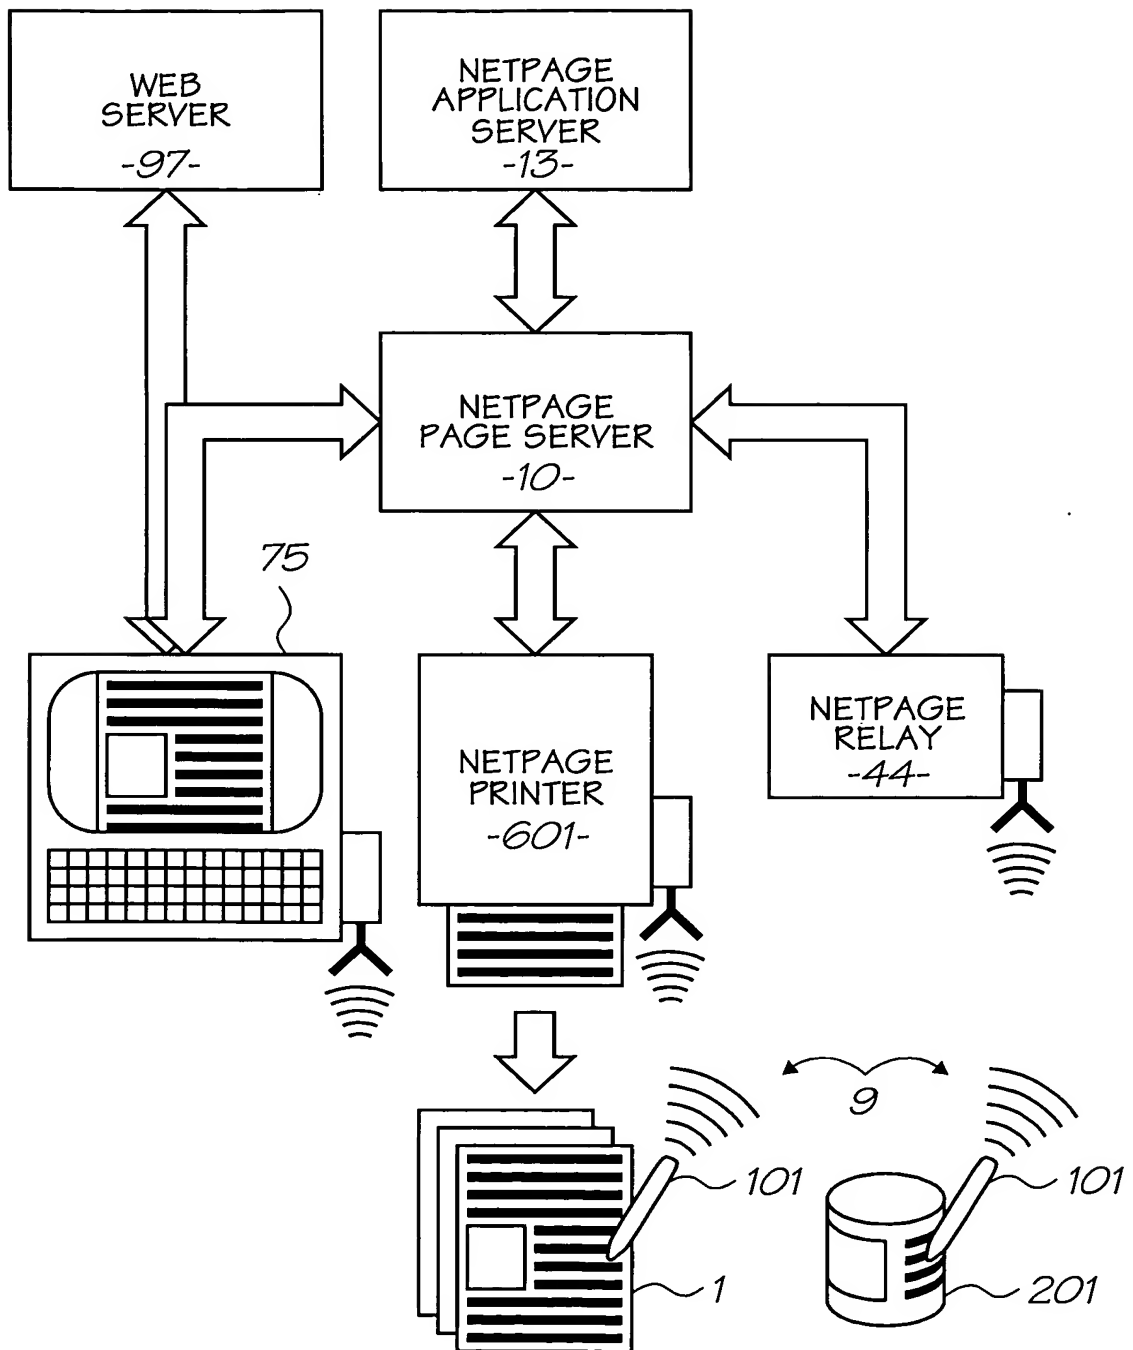 WEB
SERVER
-97-
NETPAGE
APPLICATION
SERVER
-13-
NETPAGE
PAGE SERVER
-10-
75
NETPAGE
PRINTER
-601-
NETPAGE
RELAY
-44-
9
101
101
1
201